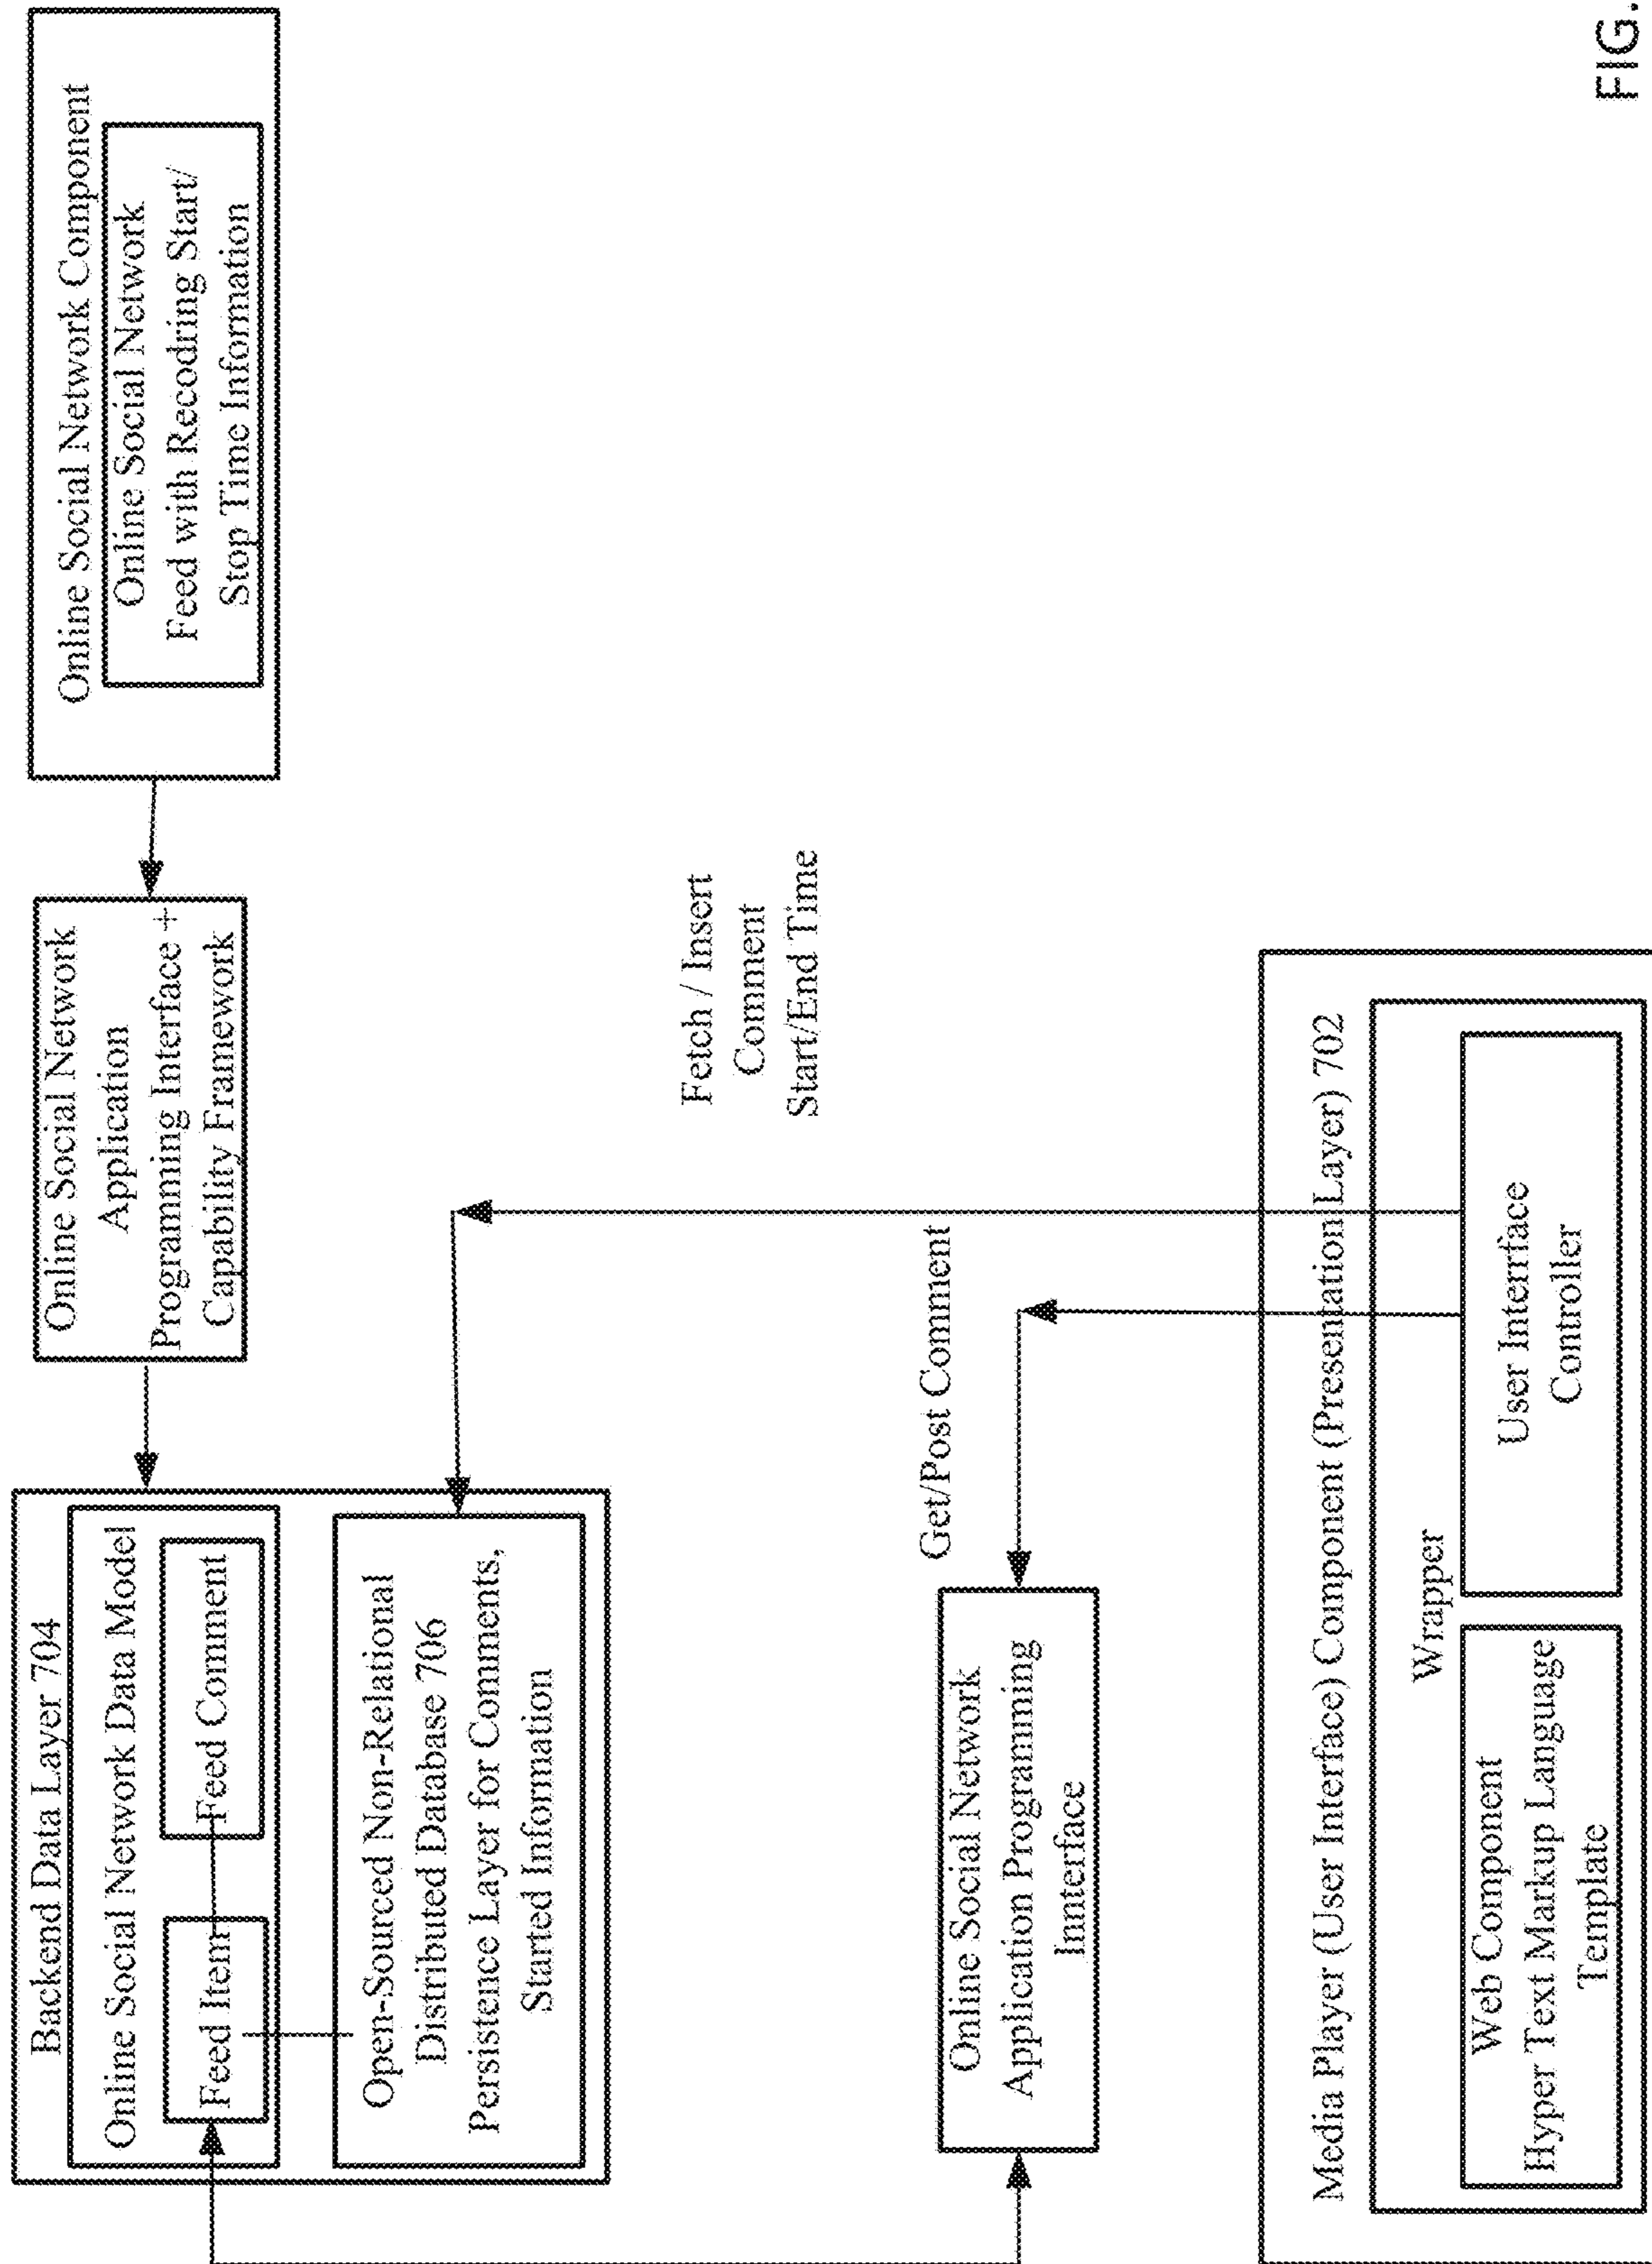 Backend Data Layer 704
Online Social Network Data Model
Feed Item
Feed Comment
Open-Sourced Non-Relational
Distributed Database 706
Persistence Layer for Comments,
Started Information
Online Social Network
Application
Programming Interface +
Capability Framework
Online Social Network Component
Online Social Network
Feed with Recodring Start/
Stop Time Information
Fetch / Insert
Comment
Start/End Time
Get/Post Comment
Online Social Network
Application Programming
Innterface
Media Player (User Interface) Component (Presentation Layer) 702
Wrapper
Web Component
Hyper Text Markup Language
Template
User Interface
Controller
FIG.